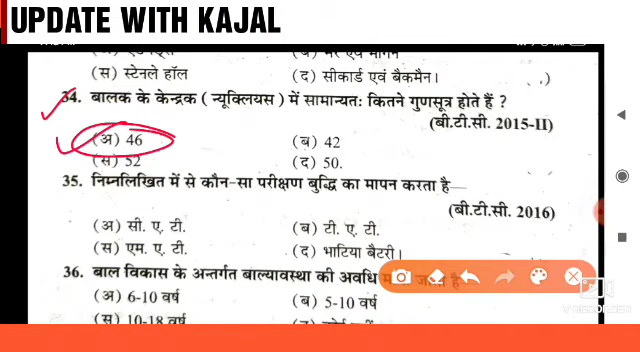 UPDATE WITH KAJAL
(स) स्टेनले हॉल (द) सीकार्ड एवं बैकमैन।
34. बालक के केन्द्रक ( न्यूक्लियस ) में सामान्यतः कितने गुणसूत्र होते हैं ?
(बी.टी.सी. 2015-II)
(अ) 46 (ब) 42
(स) 52 (द) 50.
35. निम्नलिखित में से कौन-सा परीक्षण बुद्धि का मापन करता है—
(बी.टी.सी. 2016)
(अ) सी. ए. टी. (ब) टी. ए. टी.
(स) एम. ए. टी. (द) भाटिया बैटरी।
36. बाल विकास के अन्तर्गत बाल्यावस्था की अवधि है
(अ) 6-10 वर्ष (ब) 5-10 वर्ष
(स) 10-18 वर्ष